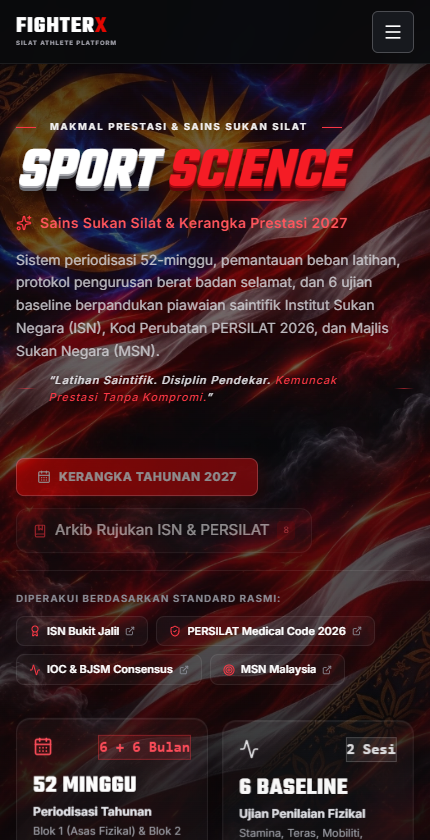 FIGHTERX
SILAT ATHLETE PLATFORM
MAKMAL PRESTASI & SAINS SUKAN SILAT
SPORT SCIENCE
Sains Sukan Silat & Kerangka Prestasi 2027
Sistem periodisasi 52-minggu, pemantauan beban latihan,
protokol pengurusan berat badan selamat, dan 6 ujian
baseline berpandukan piawaian saintifik Institut Sukan
Negara (ISN), Kod Perubatan PERSILAT 2026, dan Majlis
Sukan Negara (MSN).
"Latihan Saintifik. Disiplin Pendekar. Kemuncak
Prestasi Tanpa Kompromi."
KERANGKA TAHUNAN 2027
Arkib Rujukan ISN & PERSILAT 8
DIPERAKUI BERDASARKAN STANDARD RASMI:
ISN Bukit Jalil
PERSILAT Medical Code 2026
IOC & BJSM Consensus
MSN Malaysia
6 + 6 Bulan
52 MINGGU
Periodisasi Tahunan
Blok 1 (Asas Fizikal) & Blok 2
2 Sesi
6 BASELINE
Ujian Penilaian Fizikal
Stamina, Teras, Mobiliti,